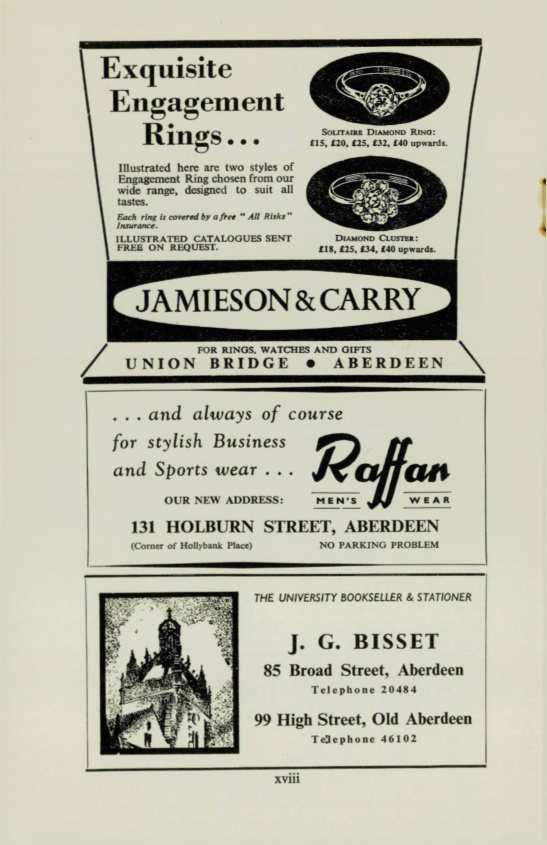 Exquisite
Engagement
Rings...
Illustrated here are two styles of
Engagement Ring chosen from our
wide range, designed to suit all
tastes.
Each ring is covered by a free "All Risks"
Insurance.
ILLUSTRATED CATALOGUES SENT
FREE ON REQUEST.
SOLITAIRE DIAMOND RING:
£15, £20, £25, £32, £40 upwards.
DIAMOND CLUSTER:
£18, £25, £34, £40 upwards.
JAMIESON & CARRY
FOR RINGS, WATCHES AND GIFTS
UNION BRIDGE • ABERDEEN
...and always of course
for stylish Business
and Sports wear...
Raffan
MEN'S WEAR
OUR NEW ADDRESS:
131 HOLBURN STREET, ABERDEEN
(Corner of Hollybank Place) NO PARKING PROBLEM
THE UNIVERSITY BOOKSELLER & STATIONER
J. G. BISSET
85 Broad Street, Aberdeen
Telephone 20484
99 High Street, Old Aberdeen
Telephone 46102
xviii